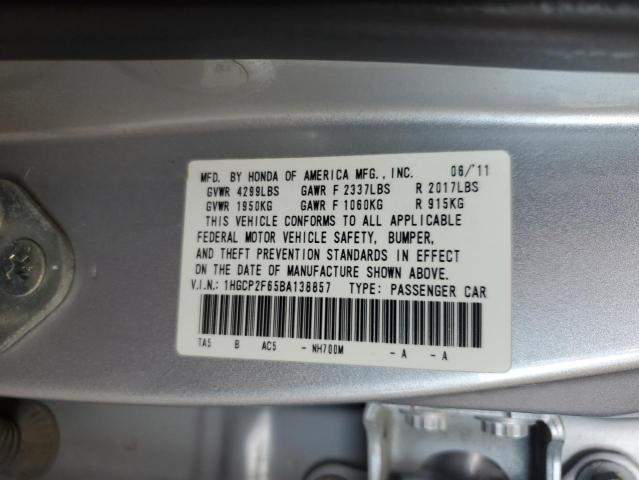 MFD. BY HONDA OF AMERICA MFG., INC. 06/'11
GVWR 4299LBS GAWR F 2337LBS R 2017LBS
GVWR 1950KG GAWR F 1060KG R 915KG
THIS VEHICLE CONFORMS TO ALL APPLICABLE
FEDERAL MOTOR VEHICLE SAFETY, BUMPER,
AND THEFT PREVENTION STANDARDS IN EFFECT
ON THE DATE OF MANUFACTURE SHOWN ABOVE.
V.I.N.: 1HGCP2F65BA138857 TYPE: PASSENGER CAR
TA5 B AC5 - NH700M - A - A